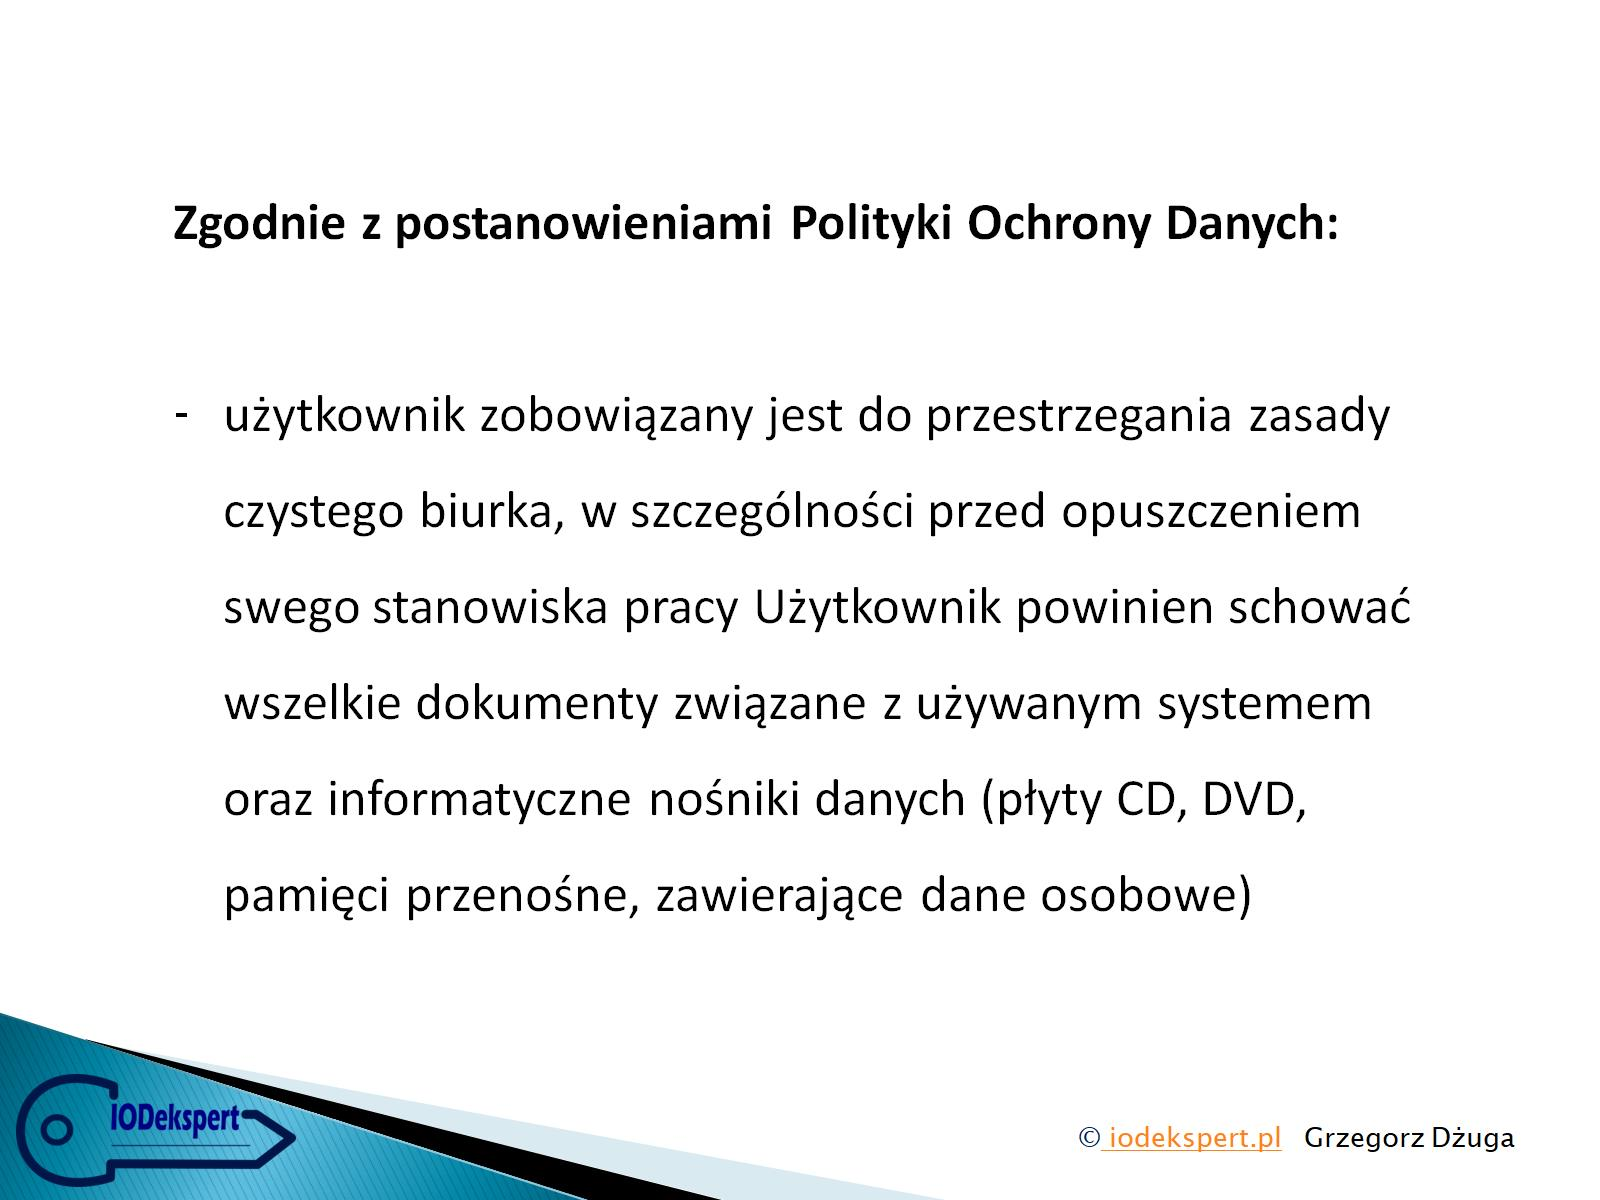 Zgodnie z postanowieniami Polityki Ochrony Danych:
- użytkownik zobowiązany jest do przestrzegania zasady
czystego biurka, w szczególności przed opuszczeniem
swego stanowiska pracy Użytkownik powinien schować
wszelkie dokumenty związane z używanym systemem
oraz informatyczne nośniki danych (płyty CD, DVD,
pamięci przenośne, zawierające dane osobowe)
IODekspert
© iodekspert.pl Grzegorz Dżuga